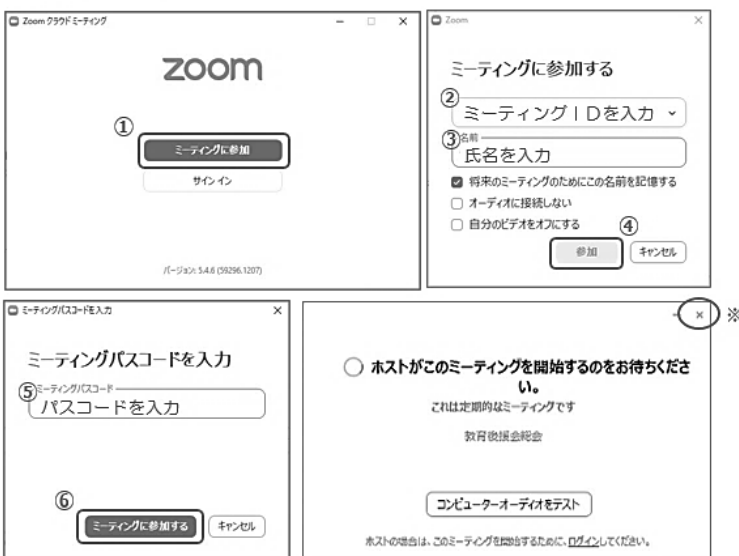 Zoom クラウド ミーティング
zoom
①
ミーティングに参加
サイン イン
バージョン: 5.4.6 (59296.1207)
Zoom
ミーティングに参加する
②
ミーティングIDを入力
③
名前
氏名を入力
将来のミーティングのためにこの名前を記憶する
オーディオに接続しない
自分のビデオをオフにする
④
参加
キャンセル
ミーティングパスコードを入力
ミーティングパスコードを入力
⑤
ミーティングパスコード
パスコードを入力
⑥
ミーティングに参加する
キャンセル
※
ホストがこのミーティングを開始するのをお待ちくださ
い。
これは定期的なミーティングです
教育後援会総会
コンピューターオーディオをテスト
ホストの場合は、このミーティングを開始するために、ログインしてください。